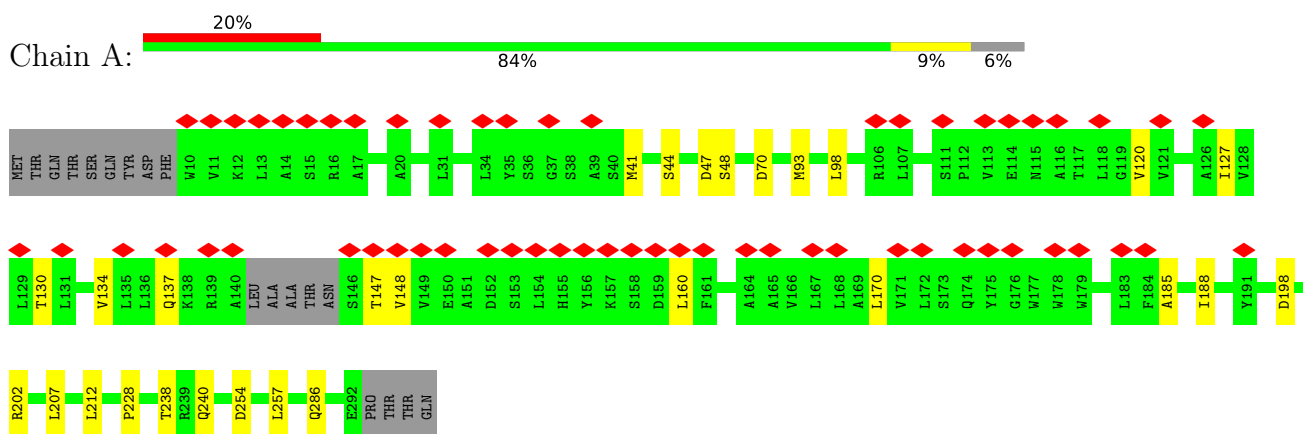 20%
Chain A:
84% 9% 6%
MET THR GLN THR THR SER GLN TYR ASP PHE W10 V11 K12 L13 A14 S15 R16 A17 A20 L31 L34 Y35 S36 G37 S38 A39 S40 M41 S44 D47 S48 D70 M93 L98 R106 L107 S111 P112 V113 E114 N115 A116 T117 L118 G119 V120 V121 A126 I127 V128
L129 T130 L131 V134 L135 L136 Q137 K138 R139 A140 LEU ALA ALA THR ASN S146 T147 V148 V149 E150 A151 D152 S153 L154 H155 Y156 K157 S158 D159 L160 F161 A164 A165 V166 L167 L168 A169 L170 V171 L172 S173 Q174 Y175 G176 W177 W178 W179 L183 F184 A185 I188 Y191 D198
R202 L207 L212 P228 T238 R239 Q240 D254 L257 Q286 E292 PRO THR THR GLN